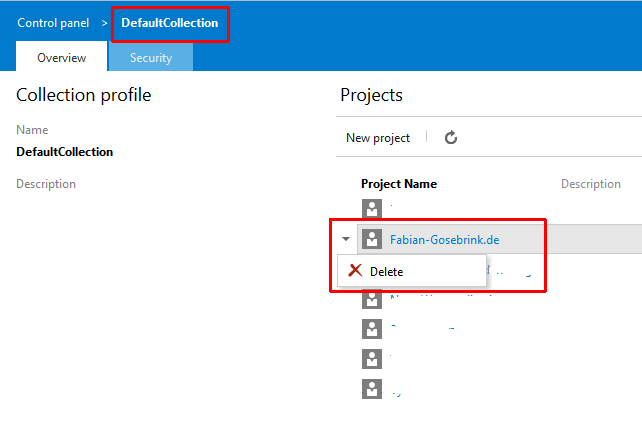 Control panel > DefaultCollection
Overview Security
Collection profile
Name
DefaultCollection
Description
Projects
New project
Project Name Description
Fabian-Gosebrink.de
Delete